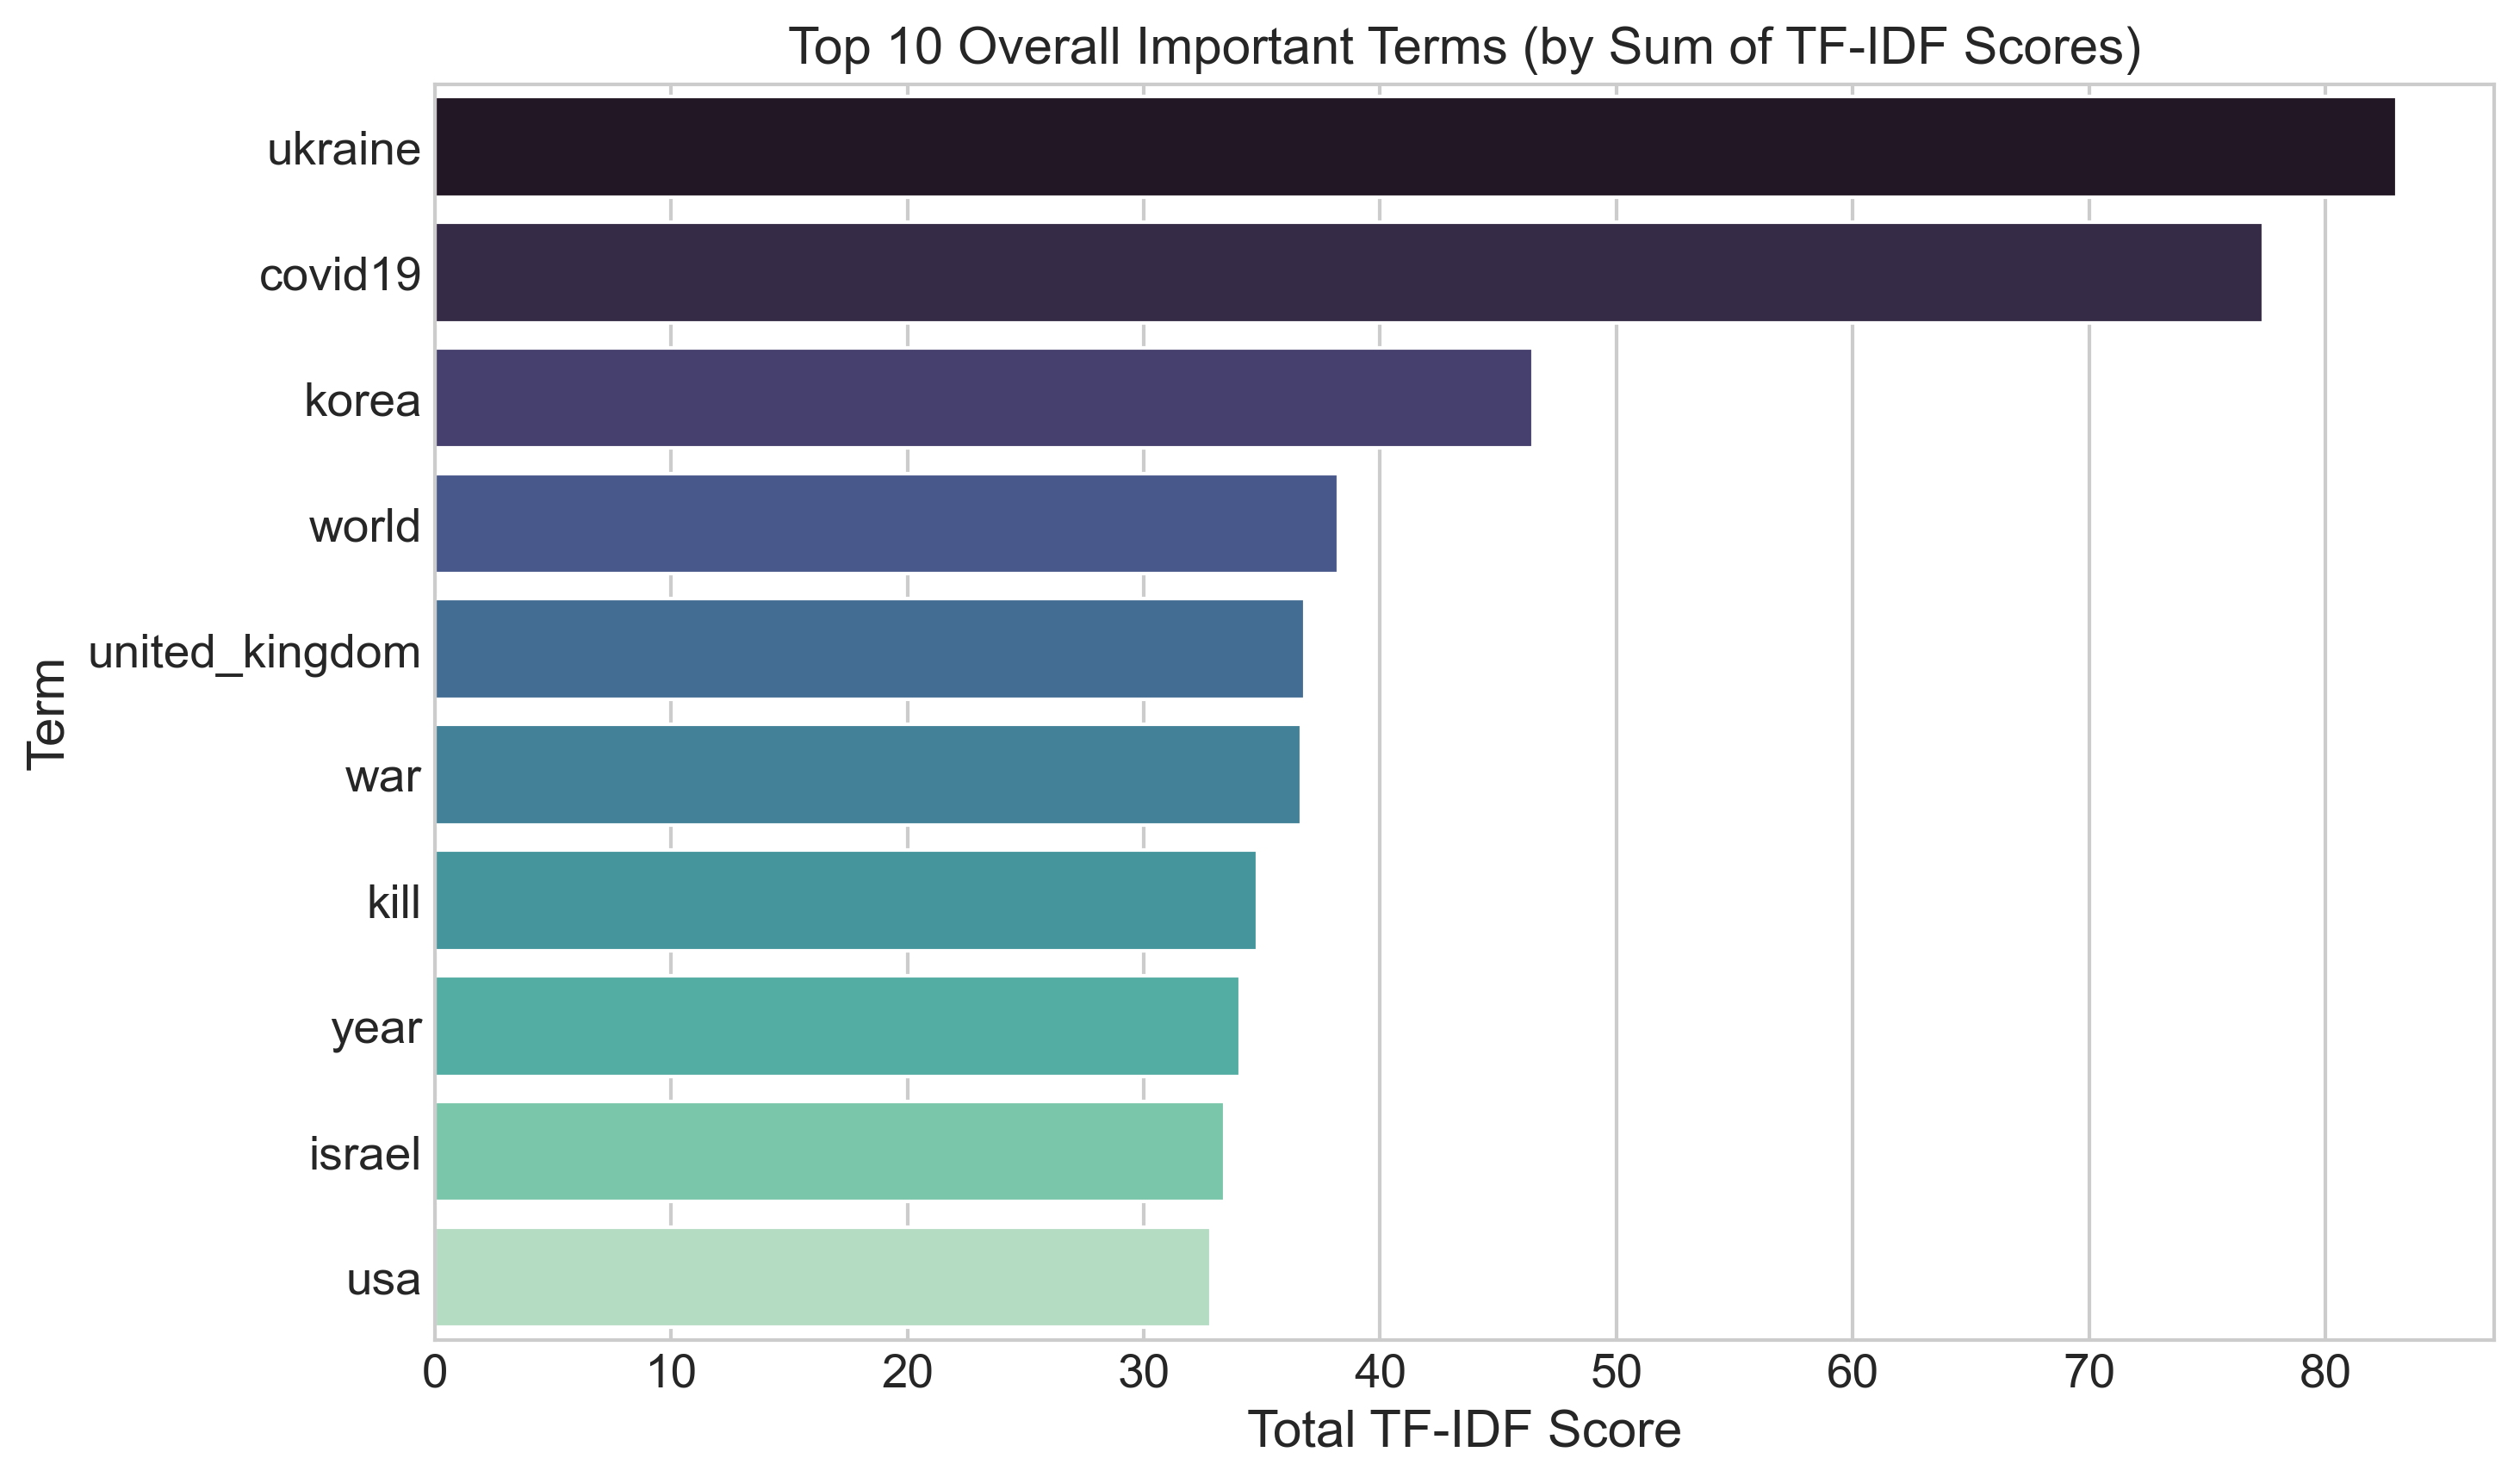 Top 10 Overall Important Terms (by Sum of TF-IDF Scores)
Term
ukraine
covid19
korea
world
united_kingdom
war
kill
year
israel
usa
0 10 20 30 40 50 60 70 80
Total TF-IDF Score